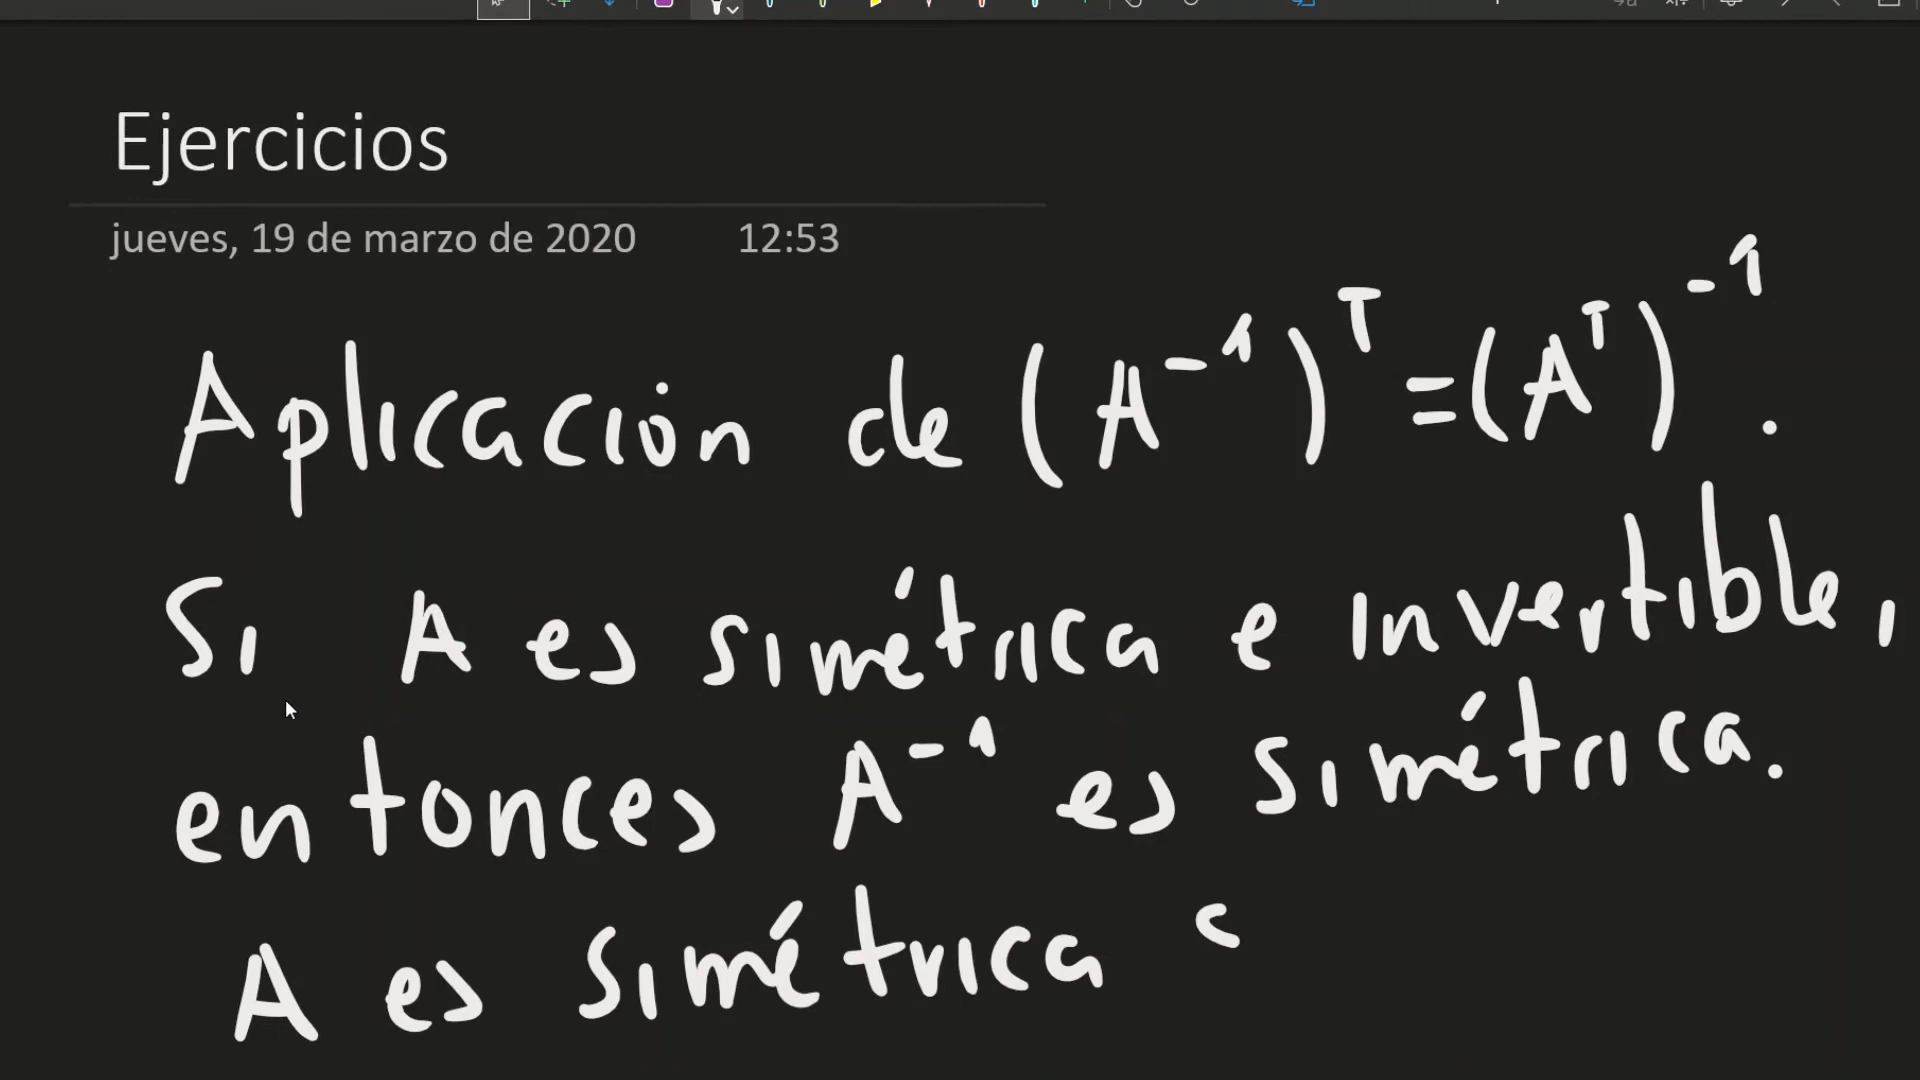 Ejercicios
jueves, 19 de marzo de 2020 12:53
Aplicación de (A⁻¹)ᵀ = (Aᵀ)⁻¹.
Si A es simétrica e invertible,
entonces A⁻¹ es simétrica.
A es simétrica